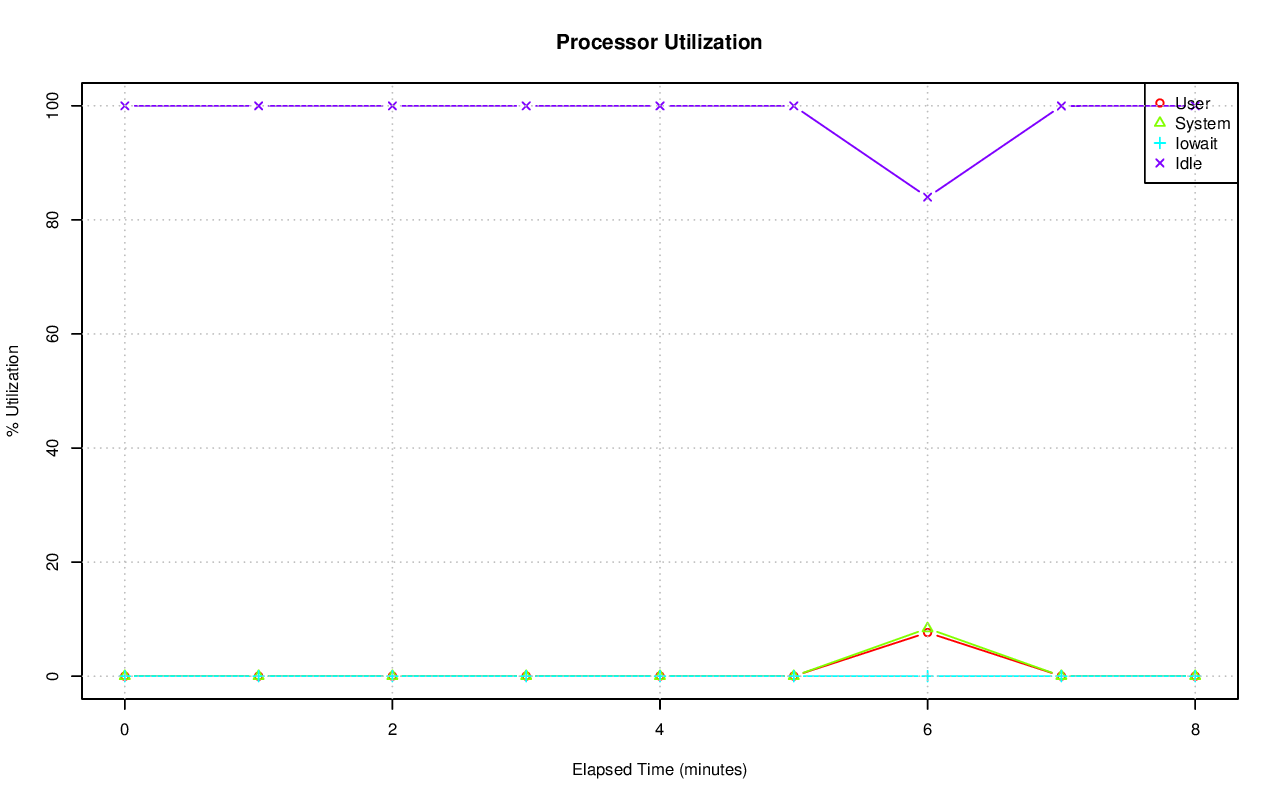 Processor Utilization
% Utilization
100
80
60
40
20
0
User
System
Iowait
Idle
0 2 4 6 8
Elapsed Time (minutes)